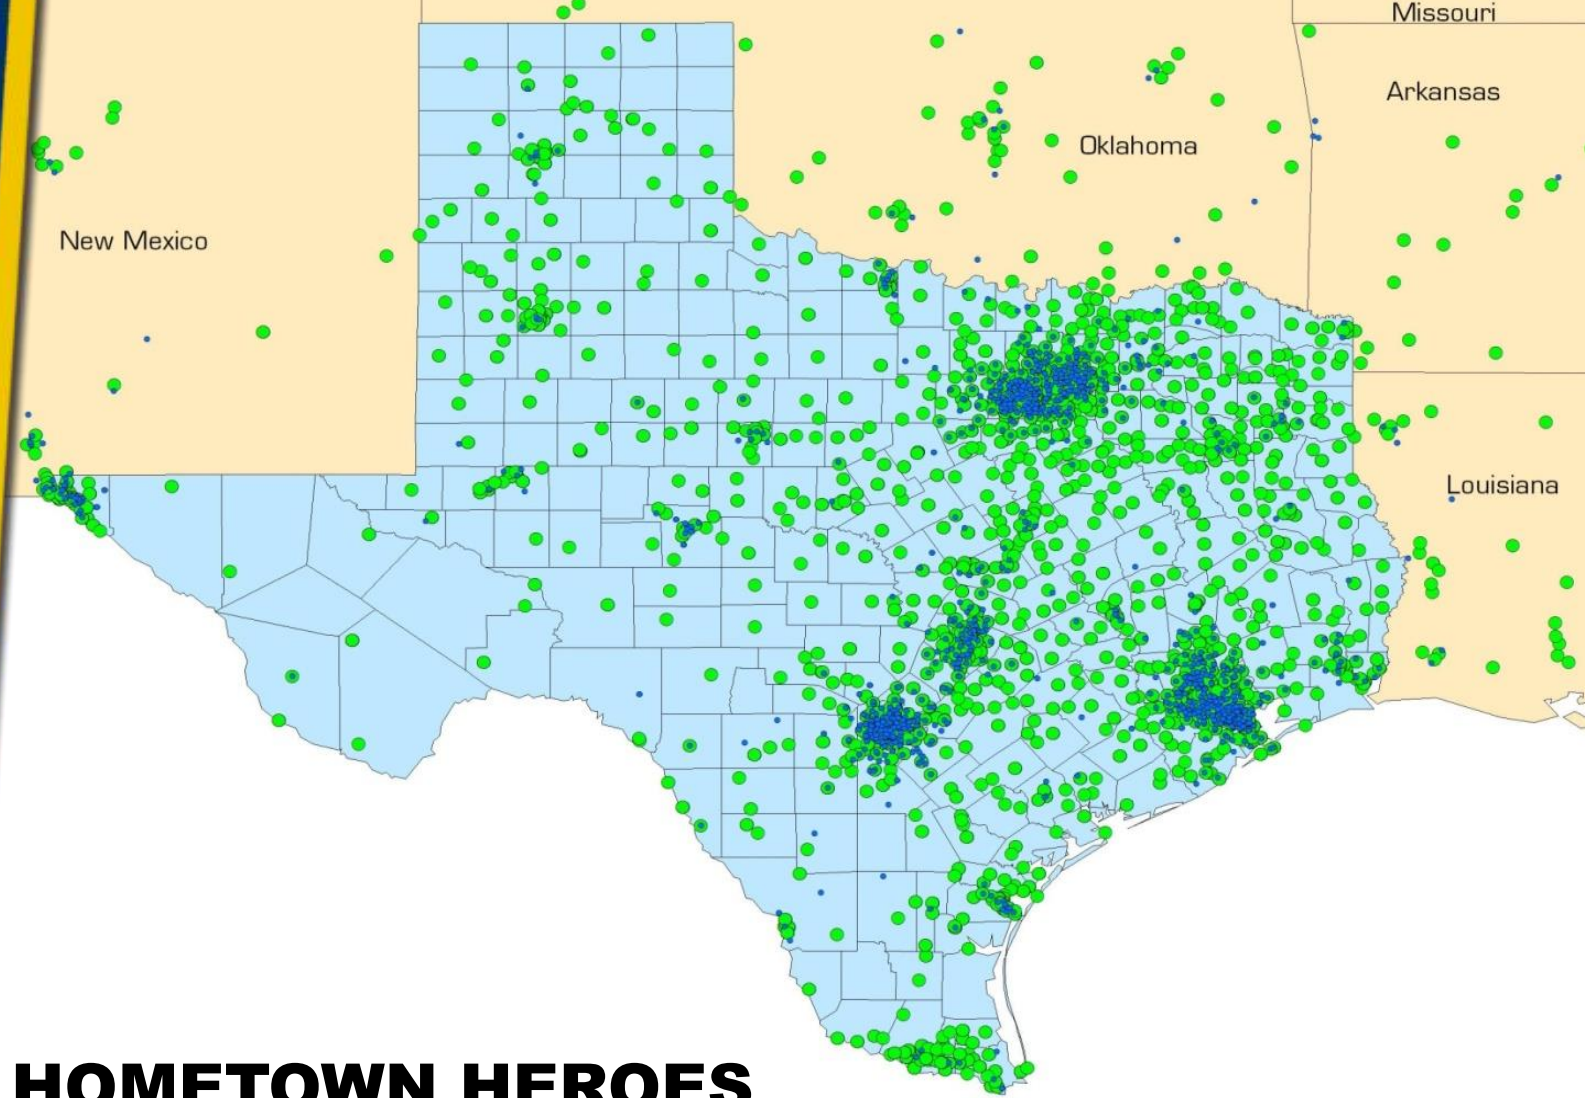 Missouri
Arkansas
Oklahoma
New Mexico
Louisiana
HOMETOWN HEROES